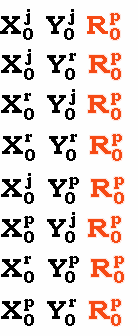 X₀ʲ Y₀ʲ R₀ᵖ
X₀ʲ Y₀ʳ R₀ᵖ
X₀ʳ Y₀ʲ R₀ᵖ
X₀ʳ Y₀ʳ R₀ᵖ
X₀ʲ Y₀ᵖ R₀ᵖ
X₀ᵖ Y₀ʲ R₀ᵖ
X₀ʳ Y₀ᵖ R₀ᵖ
X₀ᵖ Y₀ʳ R₀ᵖ